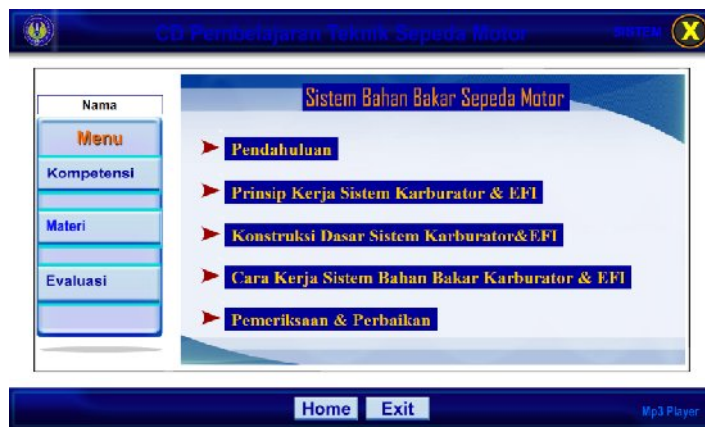 CD Pembelajaran Teknik Sepeda Motor
SISTEM
X
Nama
Menu
Kompetensi
Materi
Evaluasi
Sistem Bahan Bakar Sepeda Motor
Pendahuluan
Prinsip Kerja Sistem Karburator & EFI
Konstruksi Dasar Sistem Karburator&EFI
Cara Kerja Sistem Bahan Bakar Karburator & EFI
Pemeriksaan & Perbaikan
Home
Exit
Mp3 Player